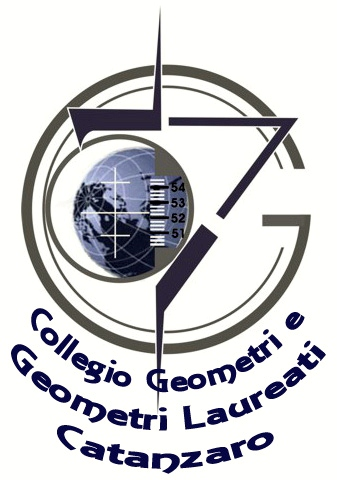 54
53
52
51
Collegio Geometri e
Geometri Laureati
Catanzaro